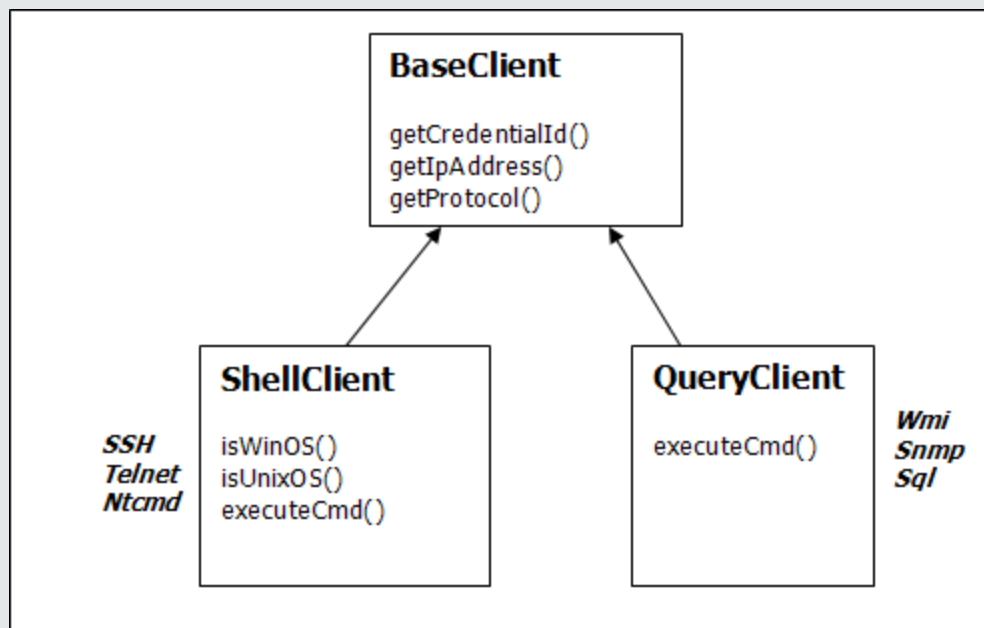 BaseClient
getCredentialId()
getIpAddress()
getProtocol()
ShellClient
isWinOS()
isUnixOS()
executeCmd()
SSH
Telnet
Ntcmd
QueryClient
executeCmd()
Wmi
Snmp
Sql